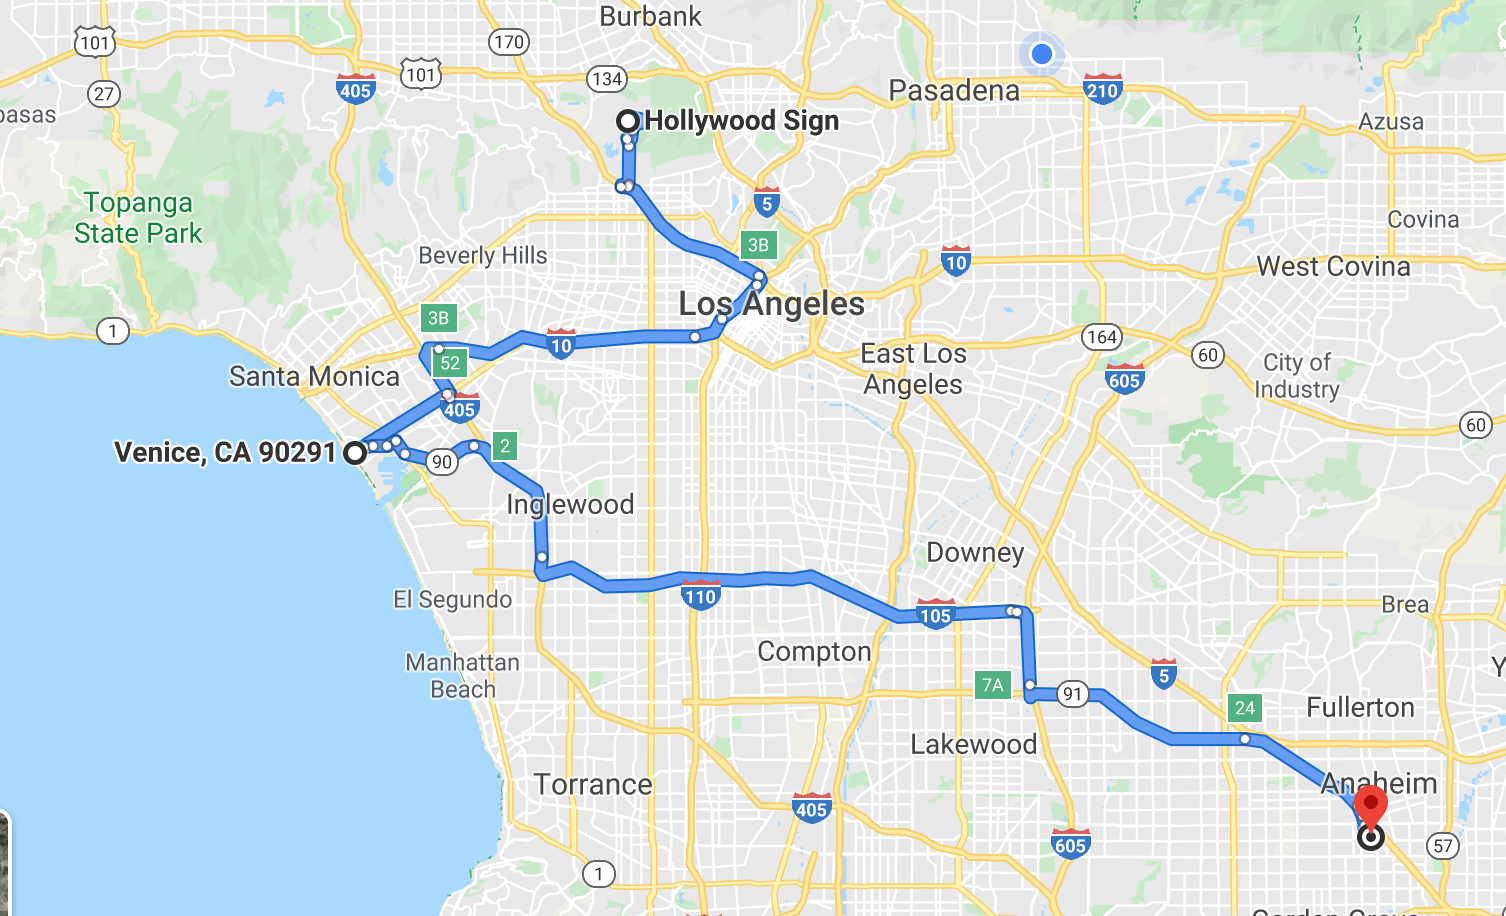 Burbank
101
170
101
134
405
27
Pasadena
210
basas
Hollywood Sign
Azusa
Topanga
State Park
5
Covina
3B
Beverly Hills
10
West Covina
Los Angeles
3B
1
10
164
52
East Los
Angeles
60
City of
Industry
Santa Monica
605
405
60
Venice, CA 90291
90
2
Inglewood
Downey
El Segundo
110
105
Brea
Compton
Manhattan
Beach
5
Y
7A
91
24
Fullerton
Lakewood
Torrance
Anaheim
405
605
57
1
Garden Grove